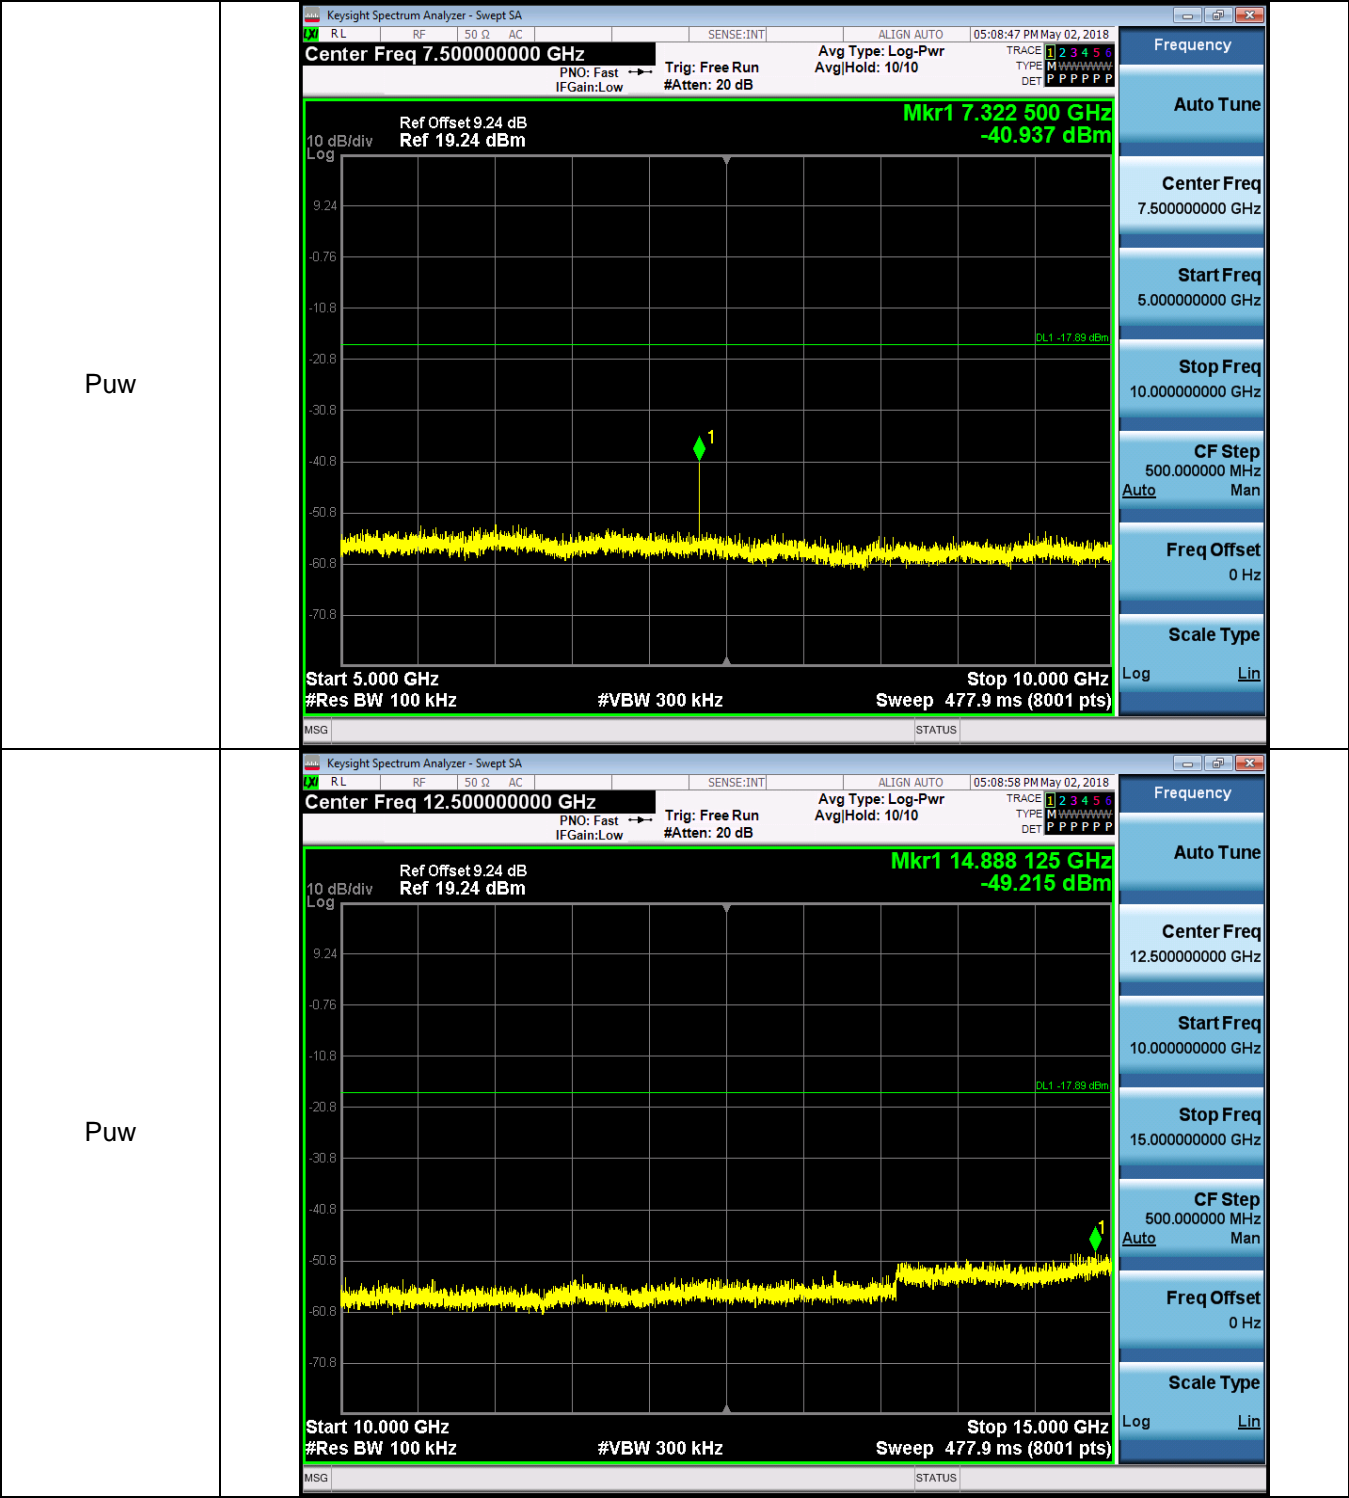 Puw
Keysight Spectrum Analyzer - Swept SA
LXI RL RF 50 Ω AC SENSE:INT ALIGN AUTO 05:08:47 PM May 02, 2018
Center Freq 7.500000000 GHz
PNO: Fast
IFGain:Low
Trig: Free Run
#Atten: 20 dB
Avg Type: Log-Pwr
Avg|Hold: 10/10
TRACE 1 2 3 4 5 6
TYPE M W W W W W
DET P P P P P P
Mkr1 7.322 500 GHz
-40.937 dBm
Ref Offset 9.24 dB
Ref 19.24 dBm
10 dB/div
Log
9.24
-0.76
-10.8
-20.8
-30.8
-40.8
-50.8
-60.8
-70.8
DL1 -17.89 dBm
1
Start 5.000 GHz
Stop 10.000 GHz
#Res BW 100 kHz
#VBW 300 kHz
Sweep 477.9 ms (8001 pts)
MSG
STATUS
Frequency
Auto Tune
Center Freq
7.500000000 GHz
Start Freq
5.000000000 GHz
Stop Freq
10.000000000 GHz
CF Step
500.000000 MHz
Auto Man
Freq Offset
0 Hz
Scale Type
Log Lin
Puw
Keysight Spectrum Analyzer - Swept SA
LXI RL RF 50 Ω AC SENSE:INT ALIGN AUTO 05:08:58 PM May 02, 2018
Center Freq 12.500000000 GHz
PNO: Fast
IFGain:Low
Trig: Free Run
#Atten: 20 dB
Avg Type: Log-Pwr
Avg|Hold: 10/10
TRACE 1 2 3 4 5 6
TYPE M W W W W W
DET P P P P P P
Mkr1 14.888 125 GHz
-49.215 dBm
Ref Offset 9.24 dB
Ref 19.24 dBm
10 dB/div
Log
9.24
-0.76
-10.8
-20.8
-30.8
-40.8
-50.8
-60.8
-70.8
DL1 -17.89 dBm
1
Start 10.000 GHz
Stop 15.000 GHz
#Res BW 100 kHz
#VBW 300 kHz
Sweep 477.9 ms (8001 pts)
MSG
STATUS
Frequency
Auto Tune
Center Freq
12.500000000 GHz
Start Freq
10.000000000 GHz
Stop Freq
15.000000000 GHz
CF Step
500.000000 MHz
Auto Man
Freq Offset
0 Hz
Scale Type
Log Lin